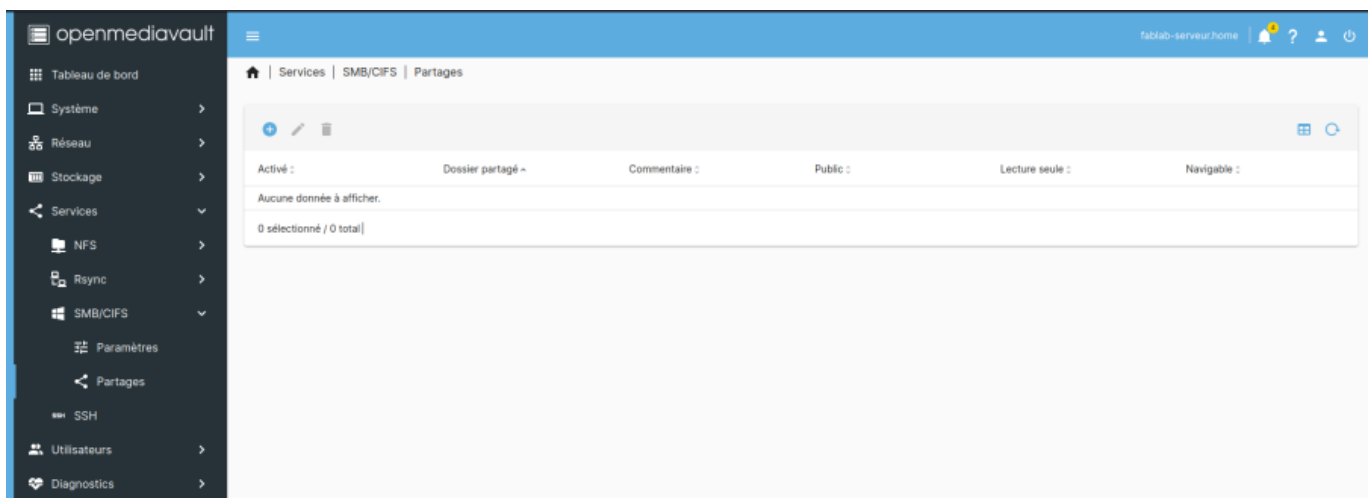 openmediavault
fablab-serveur.home | 4 ?
Tableau de bord
Services | SMB/CIFS | Partages
Système
Réseau
Stockage
Services
NFS
Rsync
SMB/CIFS
Paramètres
Partages
SSH SSH
Utilisateurs
Diagnostics
Activé Dossier partagé Commentaire Public Lecture seule Navigable
Aucune donnée à afficher.
0 sélectionné / 0 total